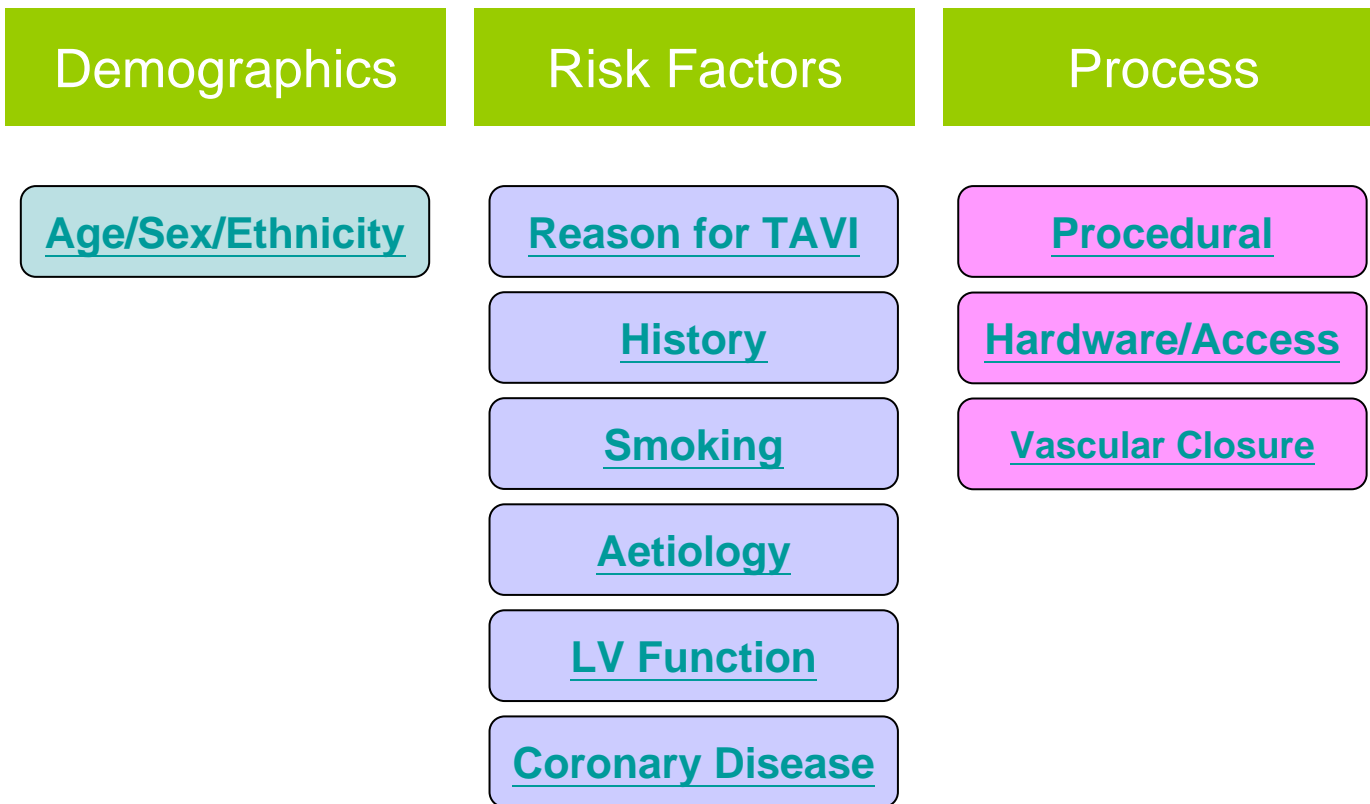 Demographics
Age/Sex/Ethnicity
Risk Factors
Reason for TAVI
History
Smoking
Aetiology
LV Function
Coronary Disease
Process
Procedural
Hardware/Access
Vascular Closure